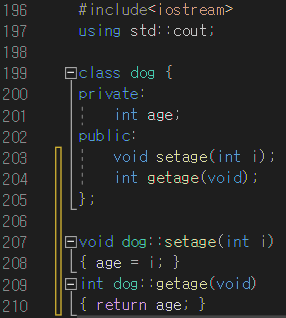 196 #include<iostream>
197 using std::cout;
198
199 class dog {
200 private:
201 int age;
202 public:
203 void setage(int i);
204 int getage(void);
205 };
206
207 void dog::setage(int i)
208 { age = i; }
209 int dog::getage(void)
210 { return age; }